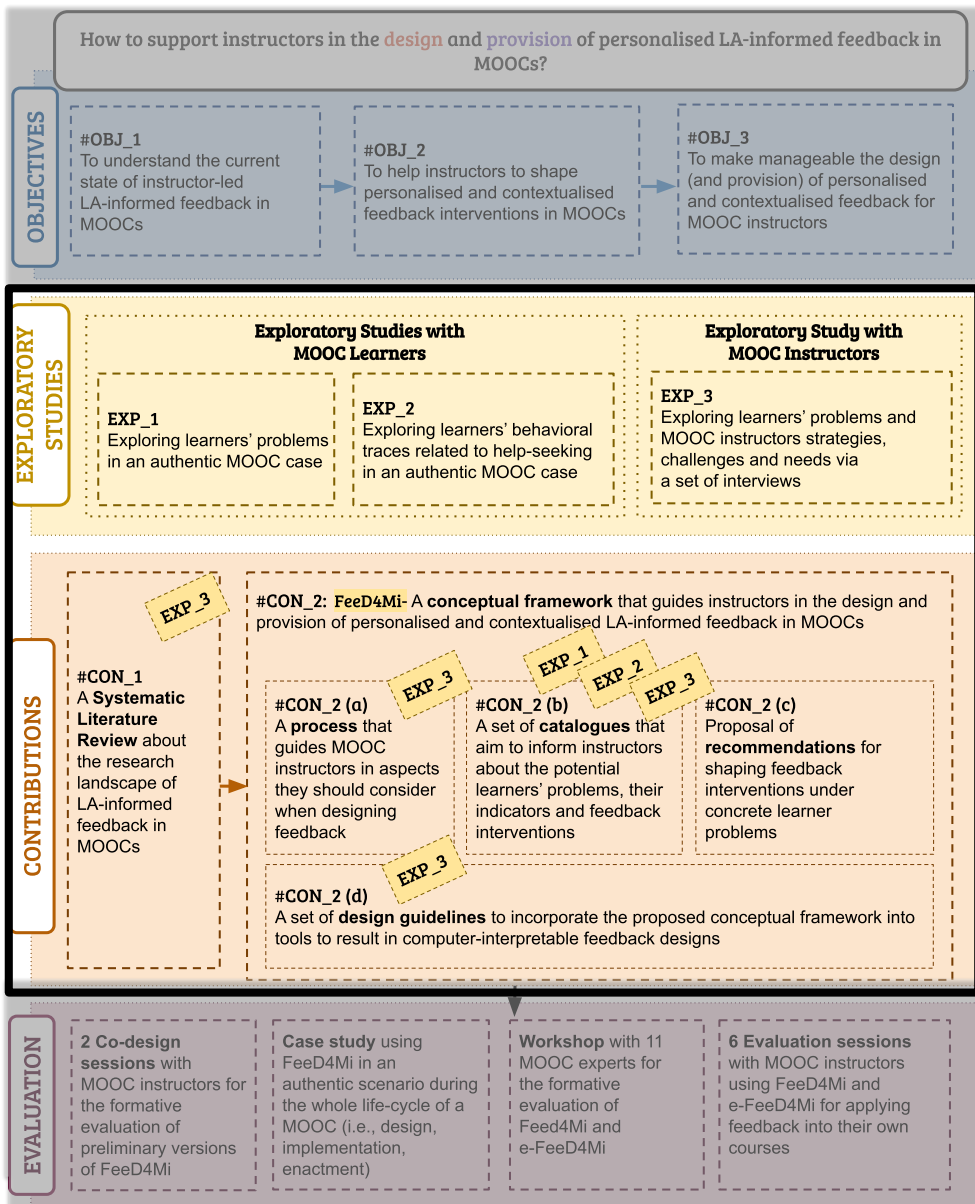 How to support instructors in the design and provision of personalised LA-informed feedback in
MOOCs?
OBJECTIVES
#OBJ_1
To understand the current
state of instructor-led
LA-informed feedback in
MOOCs
#OBJ_2
To help instructors to shape
personalised and contextualised
feedback interventions in MOOCs
#OBJ_3
To make manageable the design
(and provision) of personalised
and contextualised feedback for
MOOC instructors
EXPLORATORY
STUDIES
Exploratory Studies with
MOOC Learners
EXP_1
Exploring learners' problems
in an authentic MOOC case
EXP_2
Exploring learners' behavioral
traces related to help-seeking
in an authentic MOOC case
Exploratory Study with
MOOC Instructors
EXP_3
Exploring learners' problems and
MOOC instructors strategies,
challenges and needs via
a set of interviews
CONTRIBUTIONS
EXP_3
#CON_1
A Systematic
Literature
Review about
the research
landscape of
LA-informed
feedback in
MOOCs
#CON_2: FeeD4Mi- A conceptual framework that guides instructors in the design and
provision of personalised and contextualised LA-informed feedback in MOOCs
EXP_3
#CON_2 (a)
A process that
guides MOOC
instructors in aspects
they should consider
when designing
feedback
EXP_1
EXP_2
EXP_3
#CON_2 (b)
A set of catalogues that
aim to inform instructors
about the potential
learners' problems, their
indicators and feedback
interventions
#CON_2 (c)
Proposal of
recommendations for
shaping feedback
interventions under
concrete learner
problems
EXP_3
#CON_2 (d)
A set of design guidelines to incorporate the proposed conceptual framework into
tools to result in computer-interpretable feedback designs
EVALUATION
2 Co-design
sessions with
MOOC instructors for
the formative
evaluation of
preliminary versions
of FeeD4Mi
Case study using
FeeD4Mi in an
authentic scenario during
the whole life-cycle of a
MOOC (i.e., design,
implementation,
enactment)
Workshop with 11
MOOC experts for
the formative
evaluation of
Feed4Mi and
e-FeeD4Mi
6 Evaluation sessions
with MOOC instructors
using FeeD4Mi and
e-FeeD4Mi for applying
feedback into their own
courses